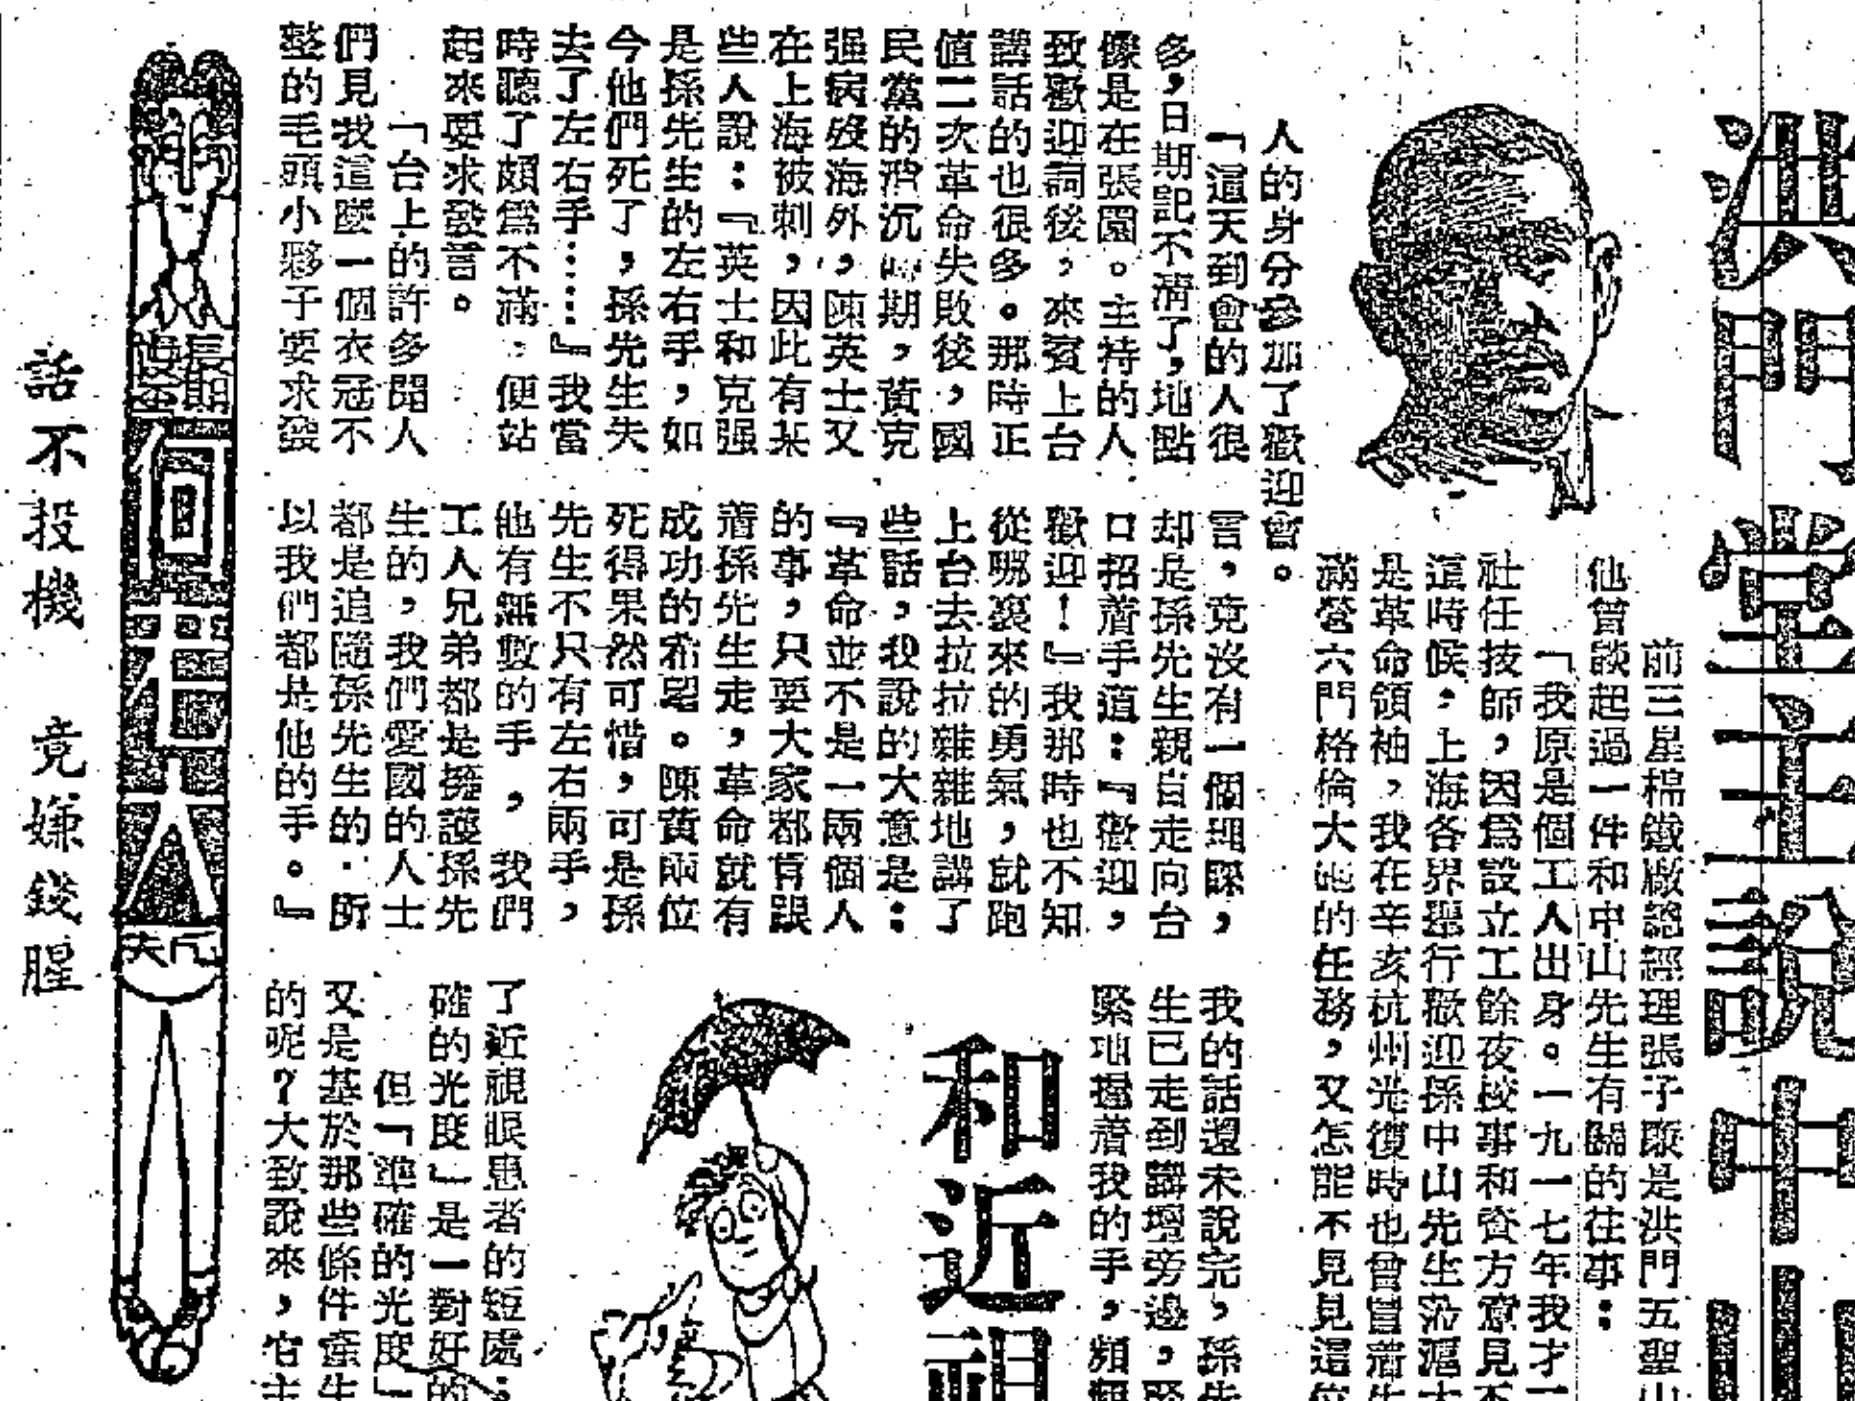 洪門堂主說中山
前三星棉鐵廠總經理張子廉是洪門五聖山
他曾談起過一件和中山先生有關的往事：
「我原是個工人出身。一九一七年我才二
社任技師，因爲設立工餘夜校事和資方意見不
這時候，上海各界舉行歡迎孫中山先生蒞滬大
是革命領袖，我在辛亥杭州光復時也曾冒着生
滿營六門格倫大炮的任務，又怎能不見見這位
人的身分參加了歡迎會。
「這天到會的人很
多，日期記不清了，地點
像是在張園。主持的人
致歡迎詞後，來賓上台
講話的也很多。那時正
值二次革命失敗後，國
民黨的消沉時期，黃克
强病歿海外，陳英士又
在上海被刺，因此有某
些人說：『英士和克强
是孫先生的左右手，如
今他們死了，孫先生失
去了左右手……』我當
時聽了頗爲不滿，便站
起來要求發言。
「台上的許多聞人
們見我這麼一個衣冠不
整的毛頭小夥子要求發
言，竟沒有一個理睬，
却是孫先生親自走向台
口招着手道：『歡迎，
歡迎！』我那時也不知
從哪裏來的勇氣，就跑
上台去拉拉雜雜地講了
些話，我說的大意是：
『革命並不是一兩個人
的事，只要大家都肯跟
着孫先生走，革命就有
成功的希望。陳黃兩位
死得果然可惜，可是孫
先生不只有左右兩手，
他有無數的手，我們
工人兄弟都是擁護孫先
生的，我們愛國的人士
都是追隨孫先生的．所
以我們都是他的手。』
我的話還未說完，孫先
生已走到講壇旁邊，緊
緊地握着我的手，頻頻
和近視
了近視眼患者的短處；
確的光度」是一對好的
但「準確的光度」
又是基於那些條件產生
的呢？大致說來，它主
長期
何君
夫凡
話不投機　竟嫌錢腥